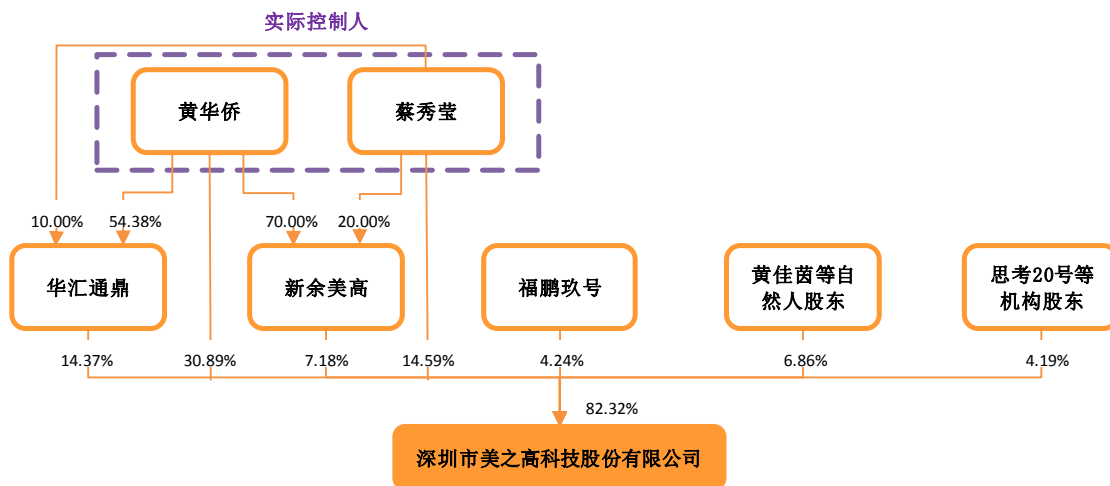 实际控制人
黄华侨
蔡秀莹
10.00%
54.38%
70.00%
20.00%
华汇通鼎
新余美高
福鹏玖号
黄佳茵等自
然人股东
思考20号等
机构股东
14.37%
30.89%
7.18%
14.59%
4.24%
6.86%
4.19%
82.32%
深圳市美之高科技股份有限公司